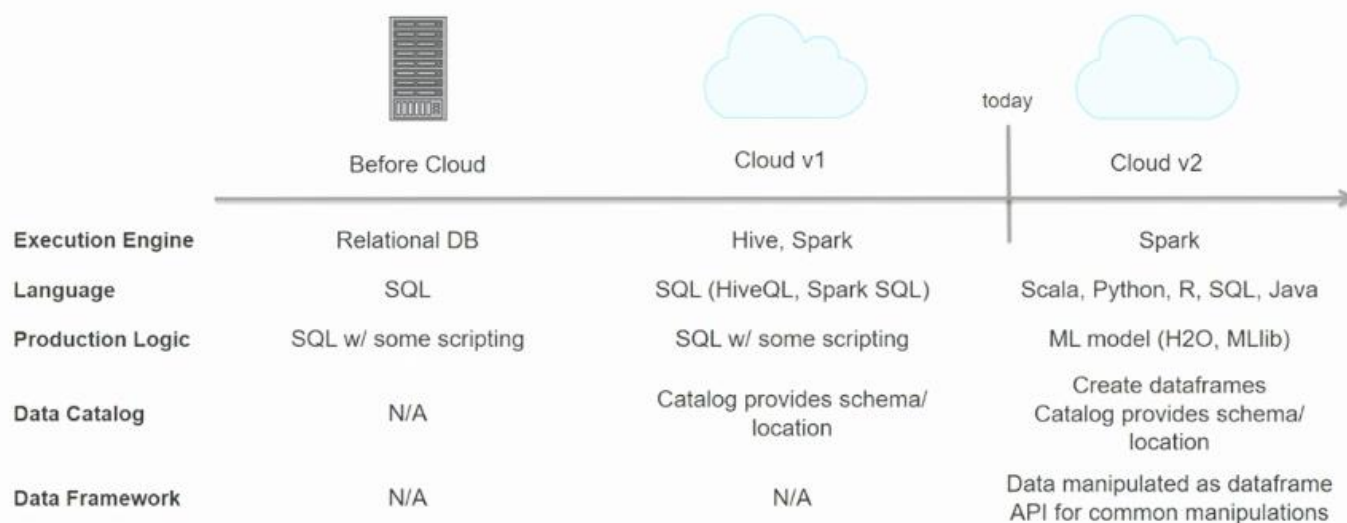 today
Before Cloud
Cloud v1
Cloud v2
Execution Engine
Relational DB
Hive, Spark
Spark
Language
SQL
SQL (HiveQL, Spark SQL)
Scala, Python, R, SQL, Java
Production Logic
SQL w/ some scripting
SQL w/ some scripting
ML model (H2O, MLlib)
Data Catalog
N/A
Catalog provides schema/
location
Create dataframes
Catalog provides schema/
location
Data Framework
N/A
N/A
Data manipulated as dataframe
API for common manipulations